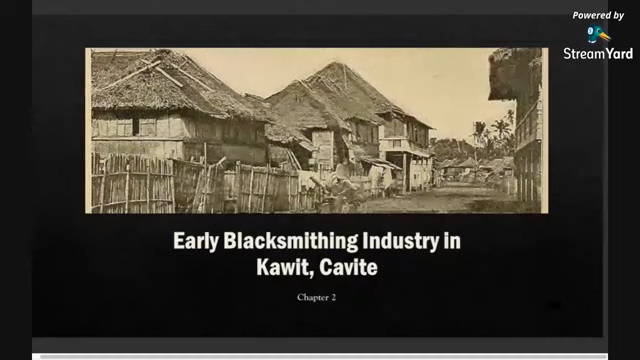 Powered by
StreamYard
Early Blacksmithing Industry in
Kawit, Cavite
Chapter 2